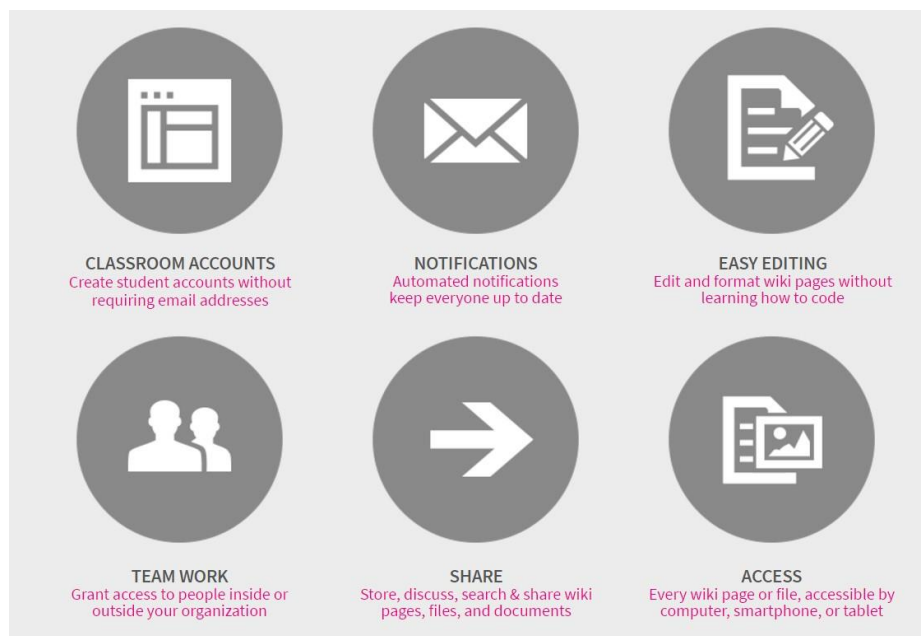 CLASSROOM ACCOUNTS
Create student accounts without
requiring email addresses
NOTIFICATIONS
Automated notifications
keep everyone up to date
EASY EDITING
Edit and format wiki pages without
learning how to code
TEAM WORK
Grant access to people inside or
outside your organization
SHARE
Store, discuss, search & share wiki
pages, files, and documents
ACCESS
Every wiki page or file, accessible by
computer, smartphone, or tablet